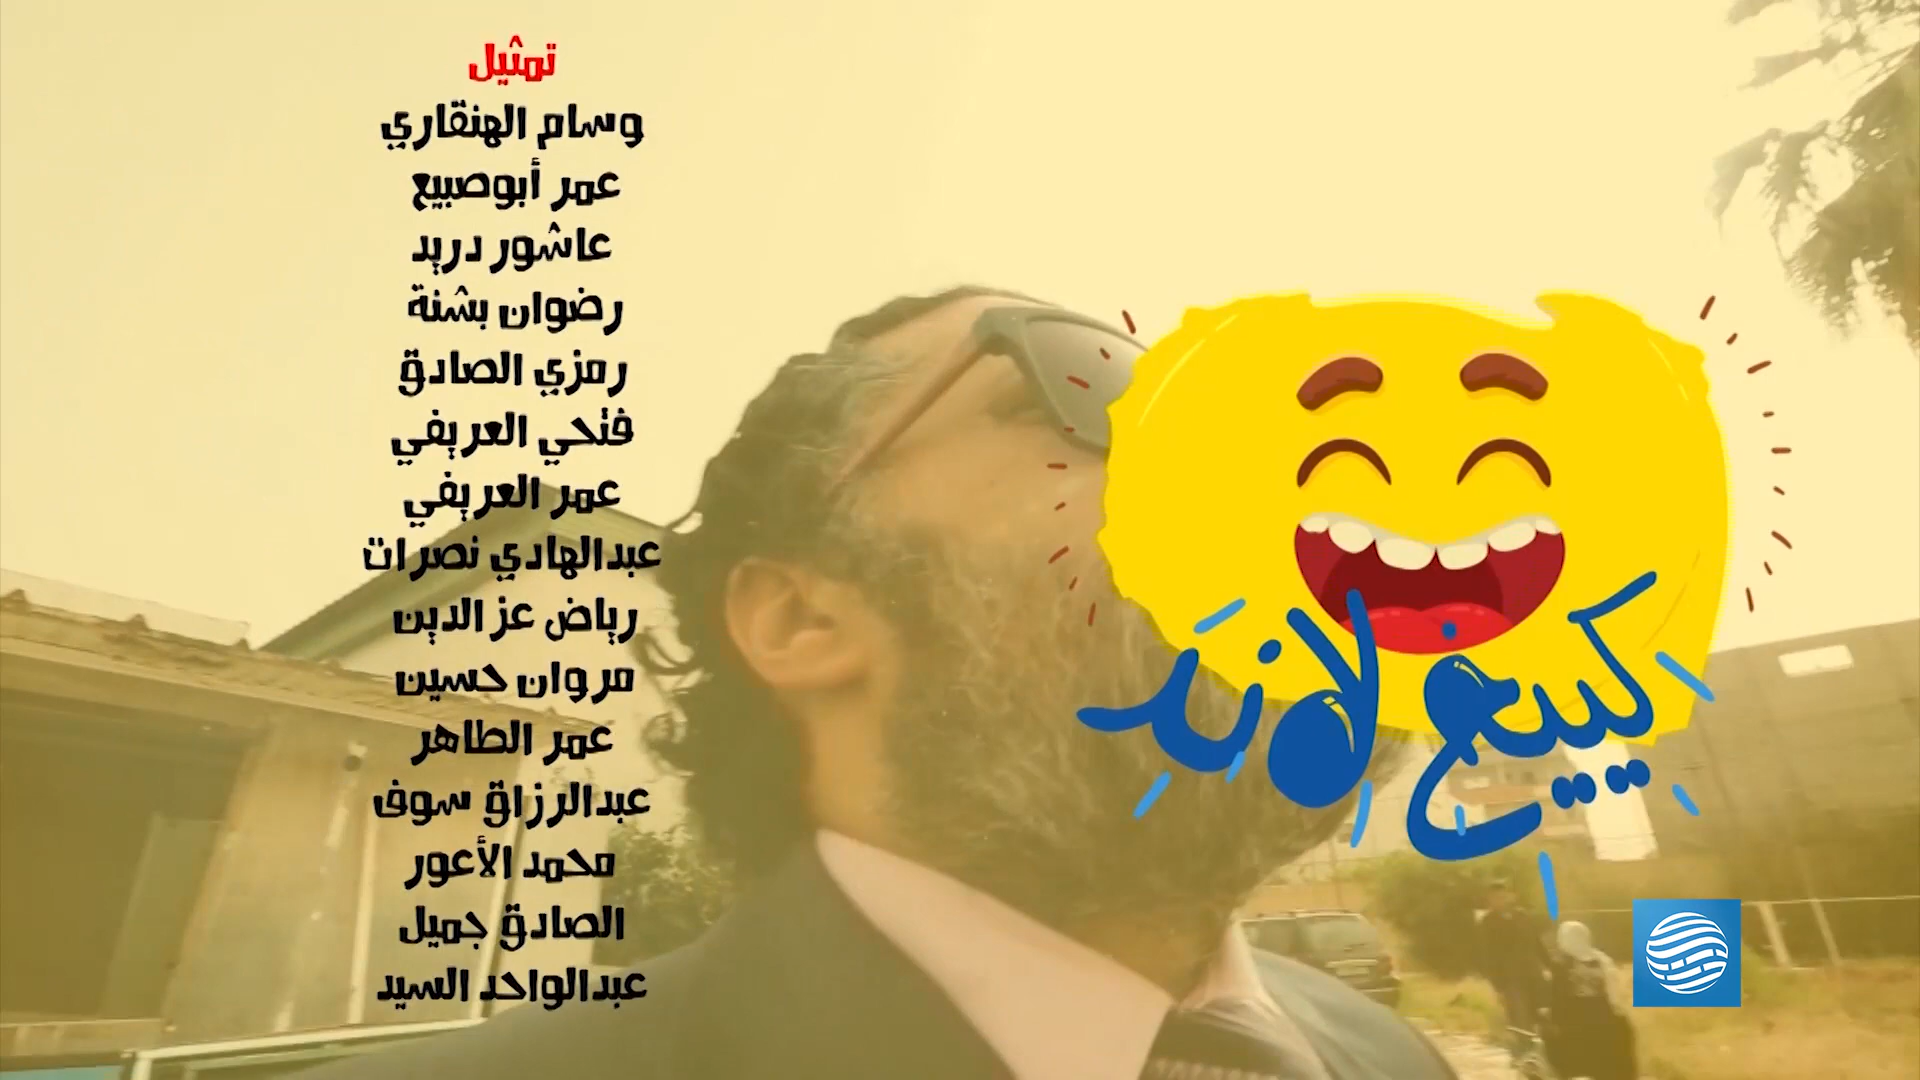 تمثيل
وسام الهنقاري
عمر أبوصبيع
عاشور دريد
رضوان بشنة
رمزي الصادق
فتحي العريفي
عمر العريفي
عبدالهادي نصرات
رياض عز الدين
مروان حسين
عمر الطاهر
عبدالرزاق سوف
محمد الأعور
الصادق جميل
عبدالواحد السيد
كييغ لاند